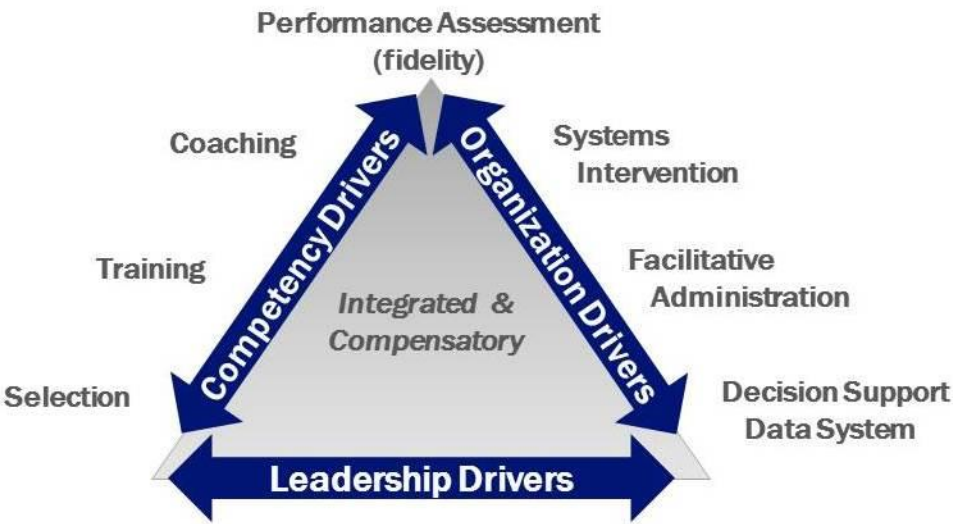 Performance Assessment
(fidelity)
Coaching
Systems
Intervention
Competency Drivers
Organization Drivers
Training
Facilitative
Administration
Integrated &
Compensatory
Selection
Decision Support
Data System
Leadership Drivers